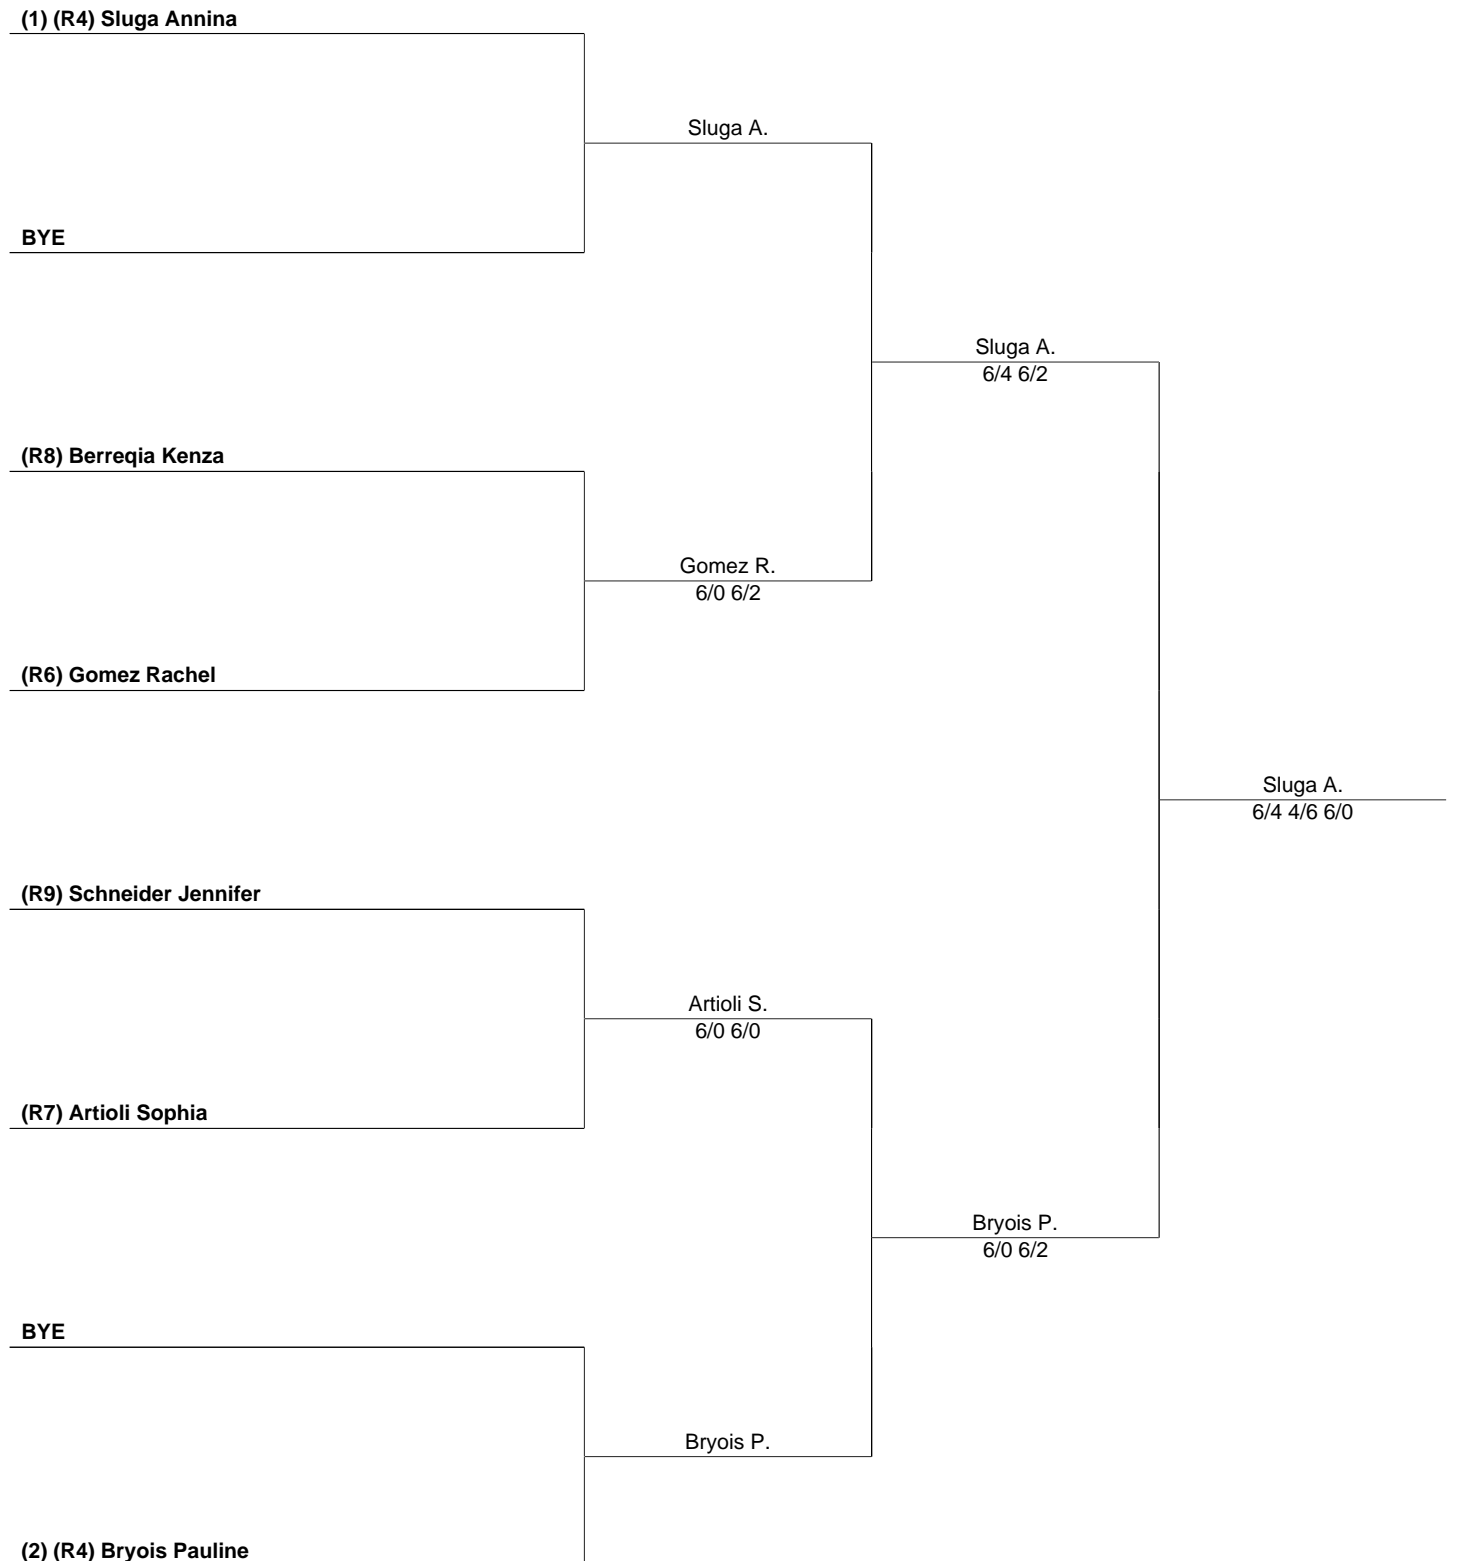 (1) (R4) Sluga Annina
Sluga A.
BYE
Sluga A.
6/4 6/2
(R8) Berreqia Kenza
Gomez R.
6/0 6/2
(R6) Gomez Rachel
Sluga A.
6/4 4/6 6/0
(R9) Schneider Jennifer
Artioli S.
6/0 6/0
(R7) Artioli Sophia
Bryois P.
6/0 6/2
BYE
Bryois P.
(2) (R4) Bryois Pauline